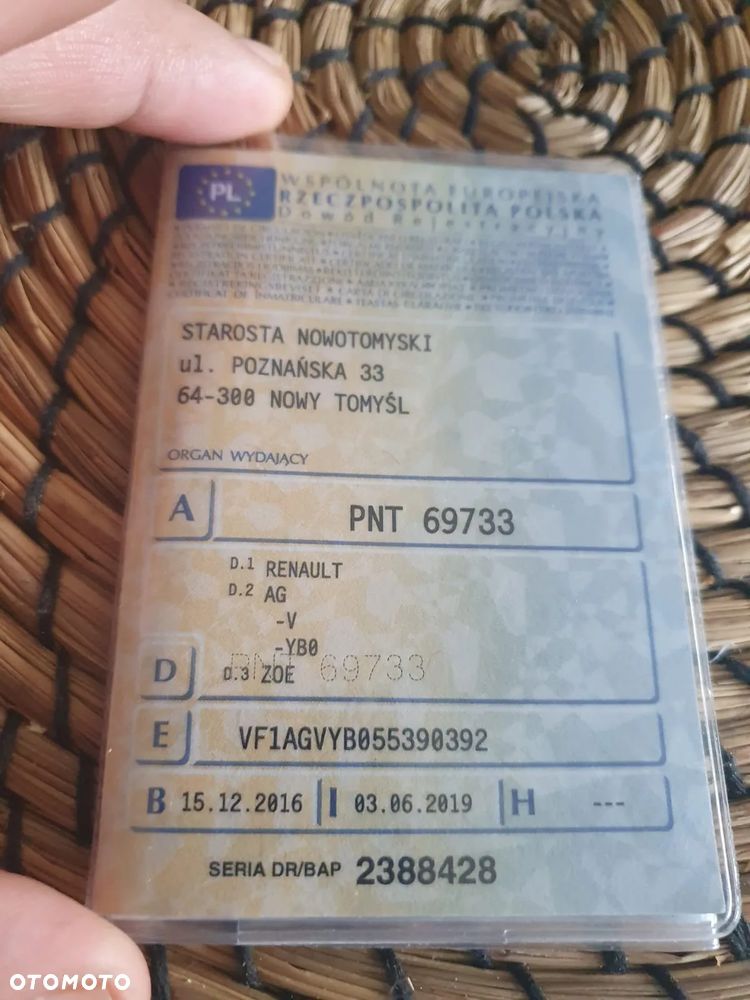 PL
WSPÓLNOTA EUROPEJSKA
RZECZPOSPOLITA POLSKA
Dowód Rejestracyjny
STAROSTA NOWOTOMYSKI
ul. POZNAŃSKA 33
64-300 NOWY TOMYŚL
ORGAN WYDAJĄCY
A PNT 69733
D.1 RENAULT
D.2 AG
-V
-YB0
D D.3 ZOE
PNT 69733
E VF1AGVYB055390392
B 15.12.2016 I 03.06.2019 H ---
SERIA DR/BAP 2388428
OTOMOTO